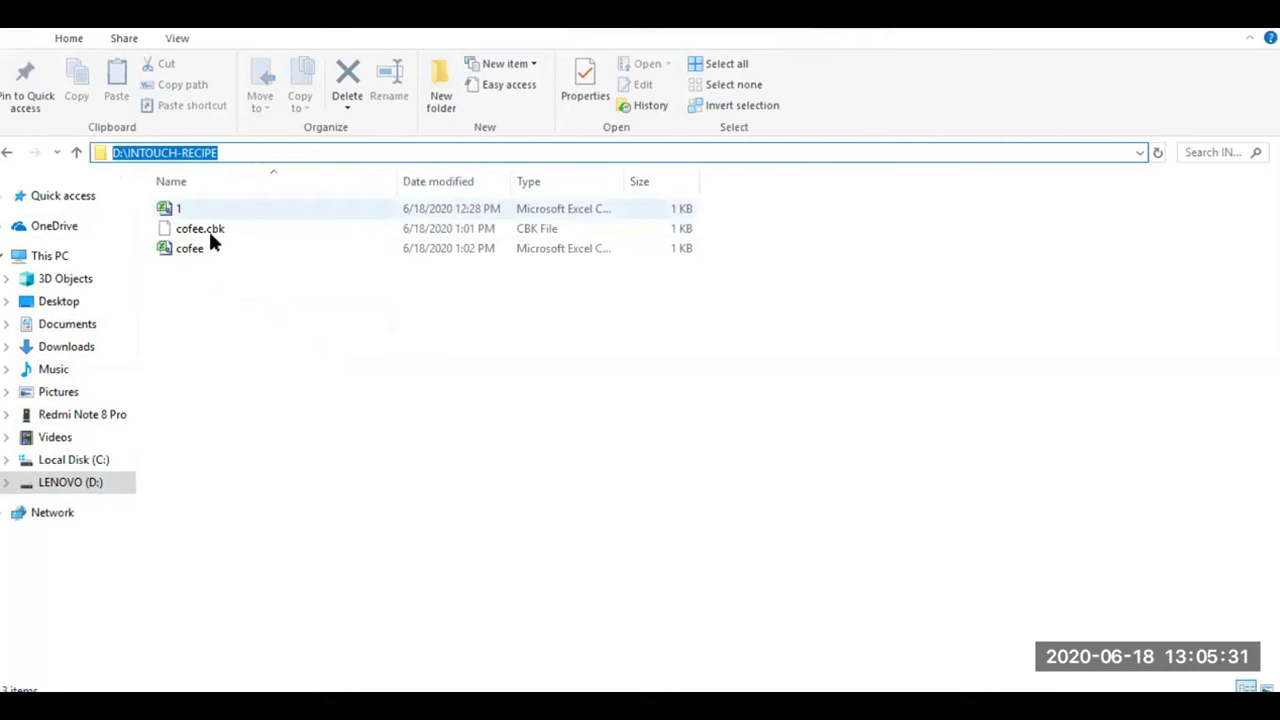 Home Share View
Pin to Quick access
Copy
Paste
Cut
Copy path
Paste shortcut
Clipboard
Move to
Copy to
Delete
Rename
Organize
New folder
New item
Easy access
New
Properties
Open
Edit
History
Open
Select all
Select none
Invert selection
Select
D:\INTOUCH-RECIPE
Search IN...
Name Date modified Type Size
1 6/18/2020 12:28 PM Microsoft Excel C... 1 KB
cofee.cbk 6/18/2020 1:01 PM CBK File 1 KB
cofee 6/18/2020 1:02 PM Microsoft Excel C... 1 KB
Quick access
OneDrive
This PC
3D Objects
Desktop
Documents
Downloads
Music
Pictures
Redmi Note 8 Pro
Videos
Local Disk (C:)
LENOVO (D:)
Network
2020-06-18 13:05:31
3 items